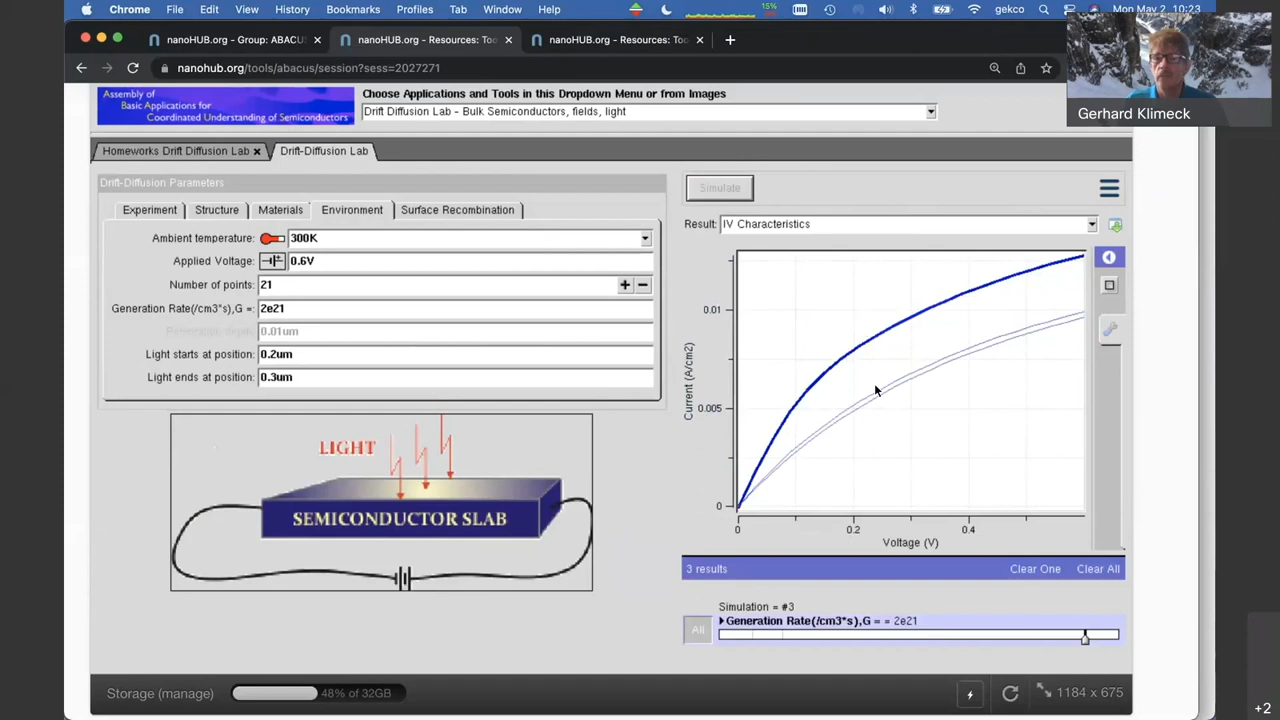 Chrome File Edit View History Bookmarks Profiles Tab Window Help 15% gekco Mon May 2, 10:23
nanoHUB.org - Group: ABACU × nanoHUB.org - Resources: Too × nanoHUB.org - Resources: Too × +
nanohub.org/tools/abacus/session?sess=2027271
Gerhard Klimeck
Assembly of
Basic Applications for
Coordinated Understanding of Semiconductors
Choose Applications and Tools in this Dropdown Menu or from Images
Drift Diffusion Lab - Bulk Semiconductors, fields, light
Homeworks Drift Diffusion Lab × Drift-Diffusion Lab
Drift-Diffusion Parameters
Experiment Structure Materials Environment Surface Recombination
Ambient temperature: 300K
Applied Voltage: 0.6V
Number of points: 21
Generation Rate(/cm3*s),G =: 2e21
Penetration depth: 0.01um
Light starts at position: 0.2um
Light ends at position: 0.3um
LIGHT
SEMICONDUCTOR SLAB
Simulate
Result: IV Characteristics
0.01
0.005
0
Current (A/cm2)
0 0.2 0.4
Voltage (V)
3 results Clear One Clear All
Simulation = #3
All Generation Rate(/cm3*s),G = = 2e21
Storage (manage) 48% of 32GB 1184 x 675
+2